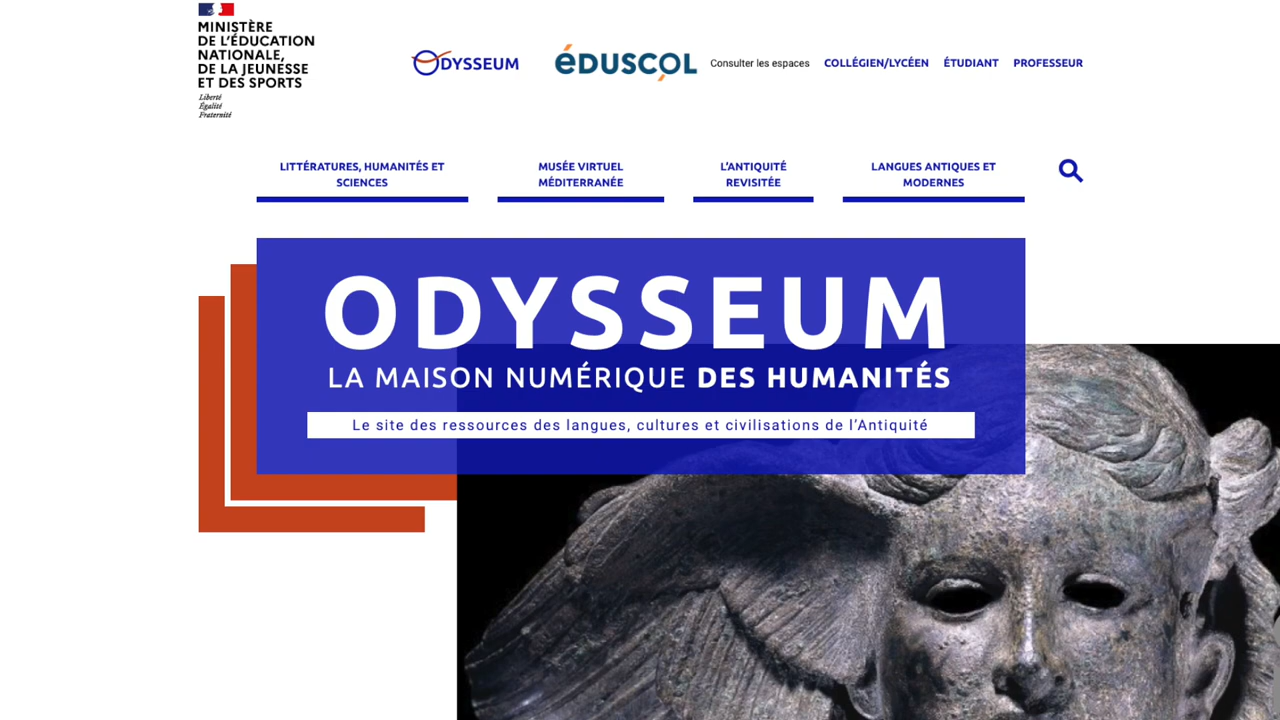 MINISTÈRE
DE L'ÉDUCATION
NATIONALE,
DE LA JEUNESSE
ET DES SPORTS
Liberté
Égalité
Fraternité
ODYSSEUM
éDUSCOL
Consulter les espaces
COLLÉGIEN/LYCÉEN
ÉTUDIANT
PROFESSEUR
LITTÉRATURES, HUMANITÉS ET
SCIENCES
MUSÉE VIRTUEL
MÉDITERRANÉE
L'ANTIQUITÉ
REVISITÉE
LANGUES ANTIQUES ET
MODERNES
ODYSSEUM
LA MAISON NUMÉRIQUE DES HUMANITÉS
Le site des ressources des langues, cultures et civilisations de l'Antiquité